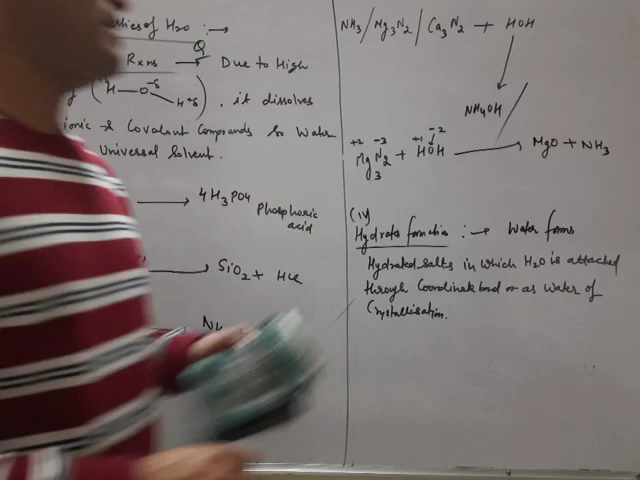 rties of H2O :→
Rxns → Due to High
(H—O-δ H+δ), it dissolves
ionic & Covalent Compounds so Water
Universal Solvent.
→ 4H3PO4 Phosphoric
acid
→ SiO2 + HCl
NH3/Mg3N2/Ca3N2 + HOH
NH4OH
+2 -3 +1 -2
Mg3N2 + HOH → MgO + NH3
(iv)
Hydrate formation :→ Water forms
Hydrated salts in which H2O is attached
through Coordinate bond or as water of
Crystallisation.